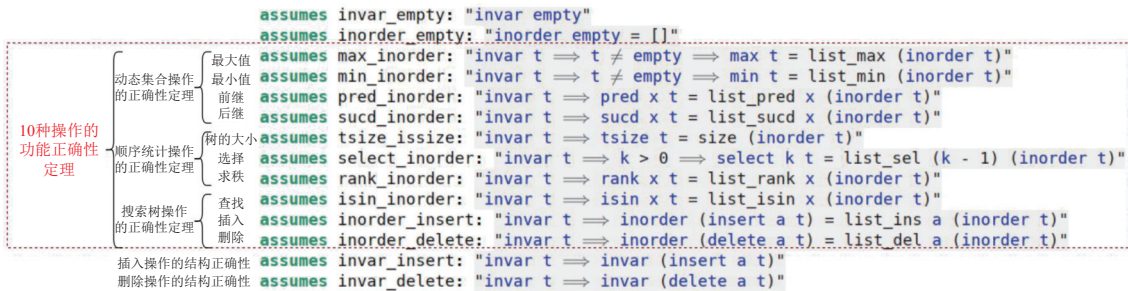 assumes invar_empty: "invar empty"
assumes inorder_empty: "inorder empty = []"
10种操作的
功能正确性
定理
动态集合操作
的正确性定理
最大值 assumes max_inorder: "invar t ⟹ t ≠ empty ⟹ max t = list_max (inorder t)"
最小值 assumes min_inorder: "invar t ⟹ t ≠ empty ⟹ min t = list_min (inorder t)"
前继 assumes pred_inorder: "invar t ⟹ pred x t = list_pred x (inorder t)"
后继 assumes sucd_inorder: "invar t ⟹ sucd x t = list_sucd x (inorder t)"
顺序统计操作
的正确性定理
树的大小 assumes tsize_issize: "invar t ⟹ tsize t = size (inorder t)"
选择 assumes select_inorder: "invar t ⟹ k > 0 ⟹ select k t = list_sel (k - 1) (inorder t)"
求秩 assumes rank_inorder: "invar t ⟹ rank x t = list_rank x (inorder t)"
搜索树操作
的正确性定理
查找 assumes isin_inorder: "invar t ⟹ isin x t = list_isin x (inorder t)"
插入 assumes inorder_insert: "invar t ⟹ inorder (insert a t) = list_ins a (inorder t)"
删除 assumes inorder_delete: "invar t ⟹ inorder (delete a t) = list_del a (inorder t)"
插入操作的结构正确性 assumes invar_insert: "invar t ⟹ invar (insert a t)"
删除操作的结构正确性 assumes invar_delete: "invar t ⟹ invar (delete a t)"